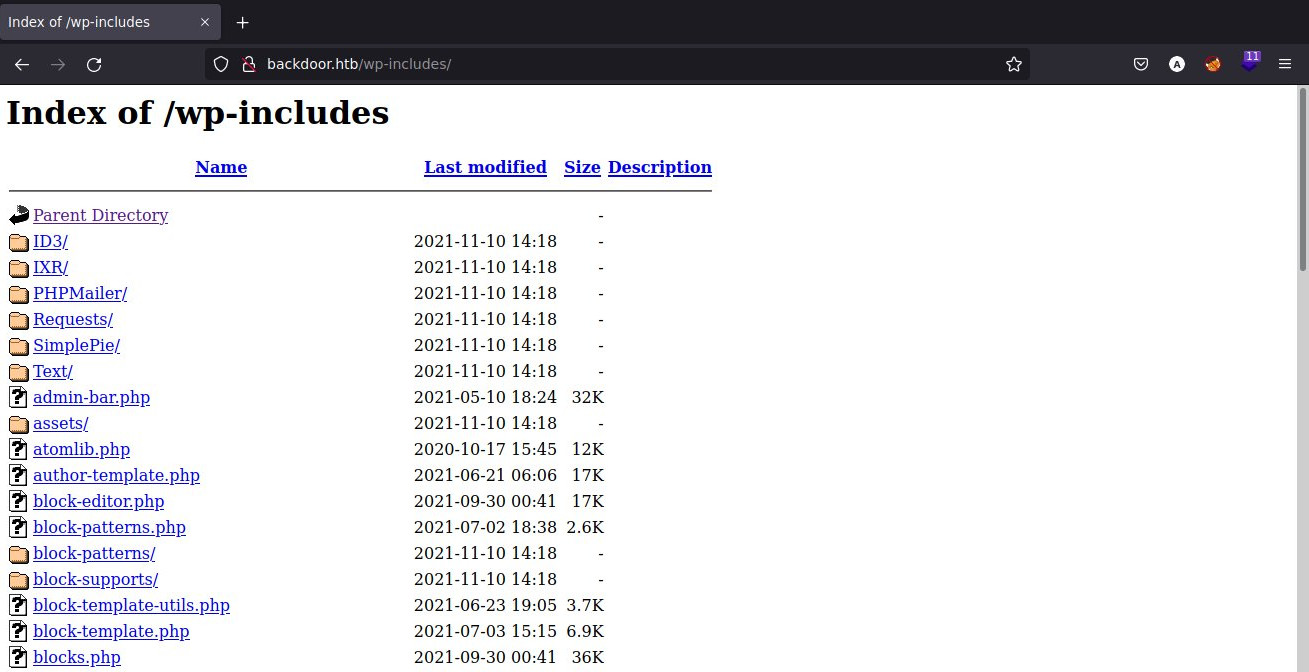 Index of /wp-includes
backdoor.htb/wp-includes/
A
11
Index of /wp-includes
Name Last modified Size Description
Parent Directory -
ID3/ 2021-11-10 14:18 -
IXR/ 2021-11-10 14:18 -
PHPMailer/ 2021-11-10 14:18 -
Requests/ 2021-11-10 14:18 -
SimplePie/ 2021-11-10 14:18 -
Text/ 2021-11-10 14:18 -
admin-bar.php 2021-05-10 18:24 32K
assets/ 2021-11-10 14:18 -
atomlib.php 2020-10-17 15:45 12K
author-template.php 2021-06-21 06:06 17K
block-editor.php 2021-09-30 00:41 17K
block-patterns.php 2021-07-02 18:38 2.6K
block-patterns/ 2021-11-10 14:18 -
block-supports/ 2021-11-10 14:18 -
block-template-utils.php 2021-06-23 19:05 3.7K
block-template.php 2021-07-03 15:15 6.9K
blocks.php 2021-09-30 00:41 36K